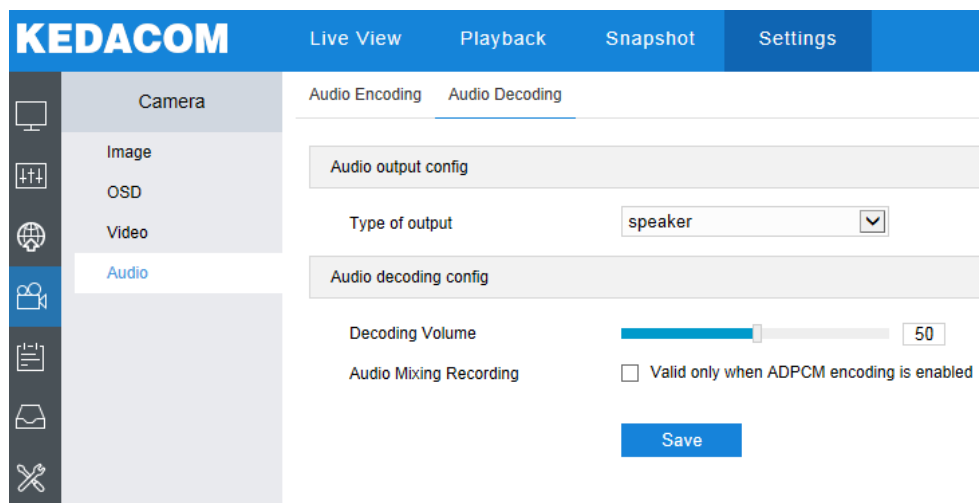 KEDACOM
Live View
Playback
Snapshot
Settings
Camera
Image
OSD
Video
Audio
Audio Encoding
Audio Decoding
Audio output config
Type of output
speaker
Audio decoding config
Decoding Volume
50
Audio Mixing Recording
Valid only when ADPCM encoding is enabled
Save